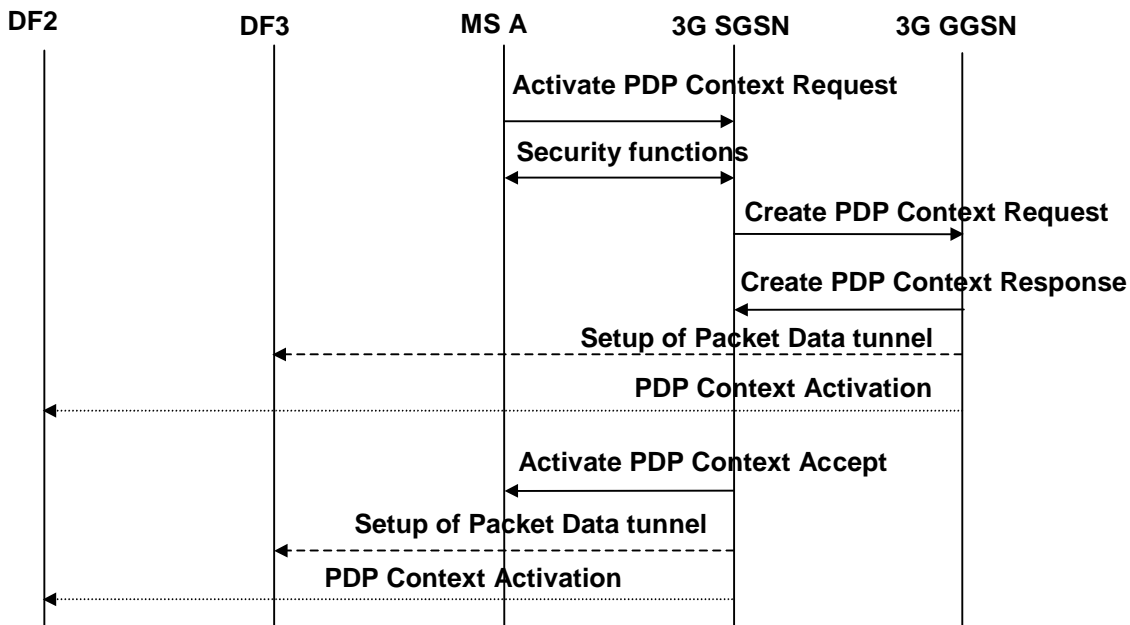 DF2
DF3
MS A
3G SGSN
3G GGSN
Activate PDP Context Request
Security functions
Create PDP Context Request
Create PDP Context Response
Setup of Packet Data tunnel
PDP Context Activation
Activate PDP Context Accept
Setup of Packet Data tunnel
PDP Context Activation